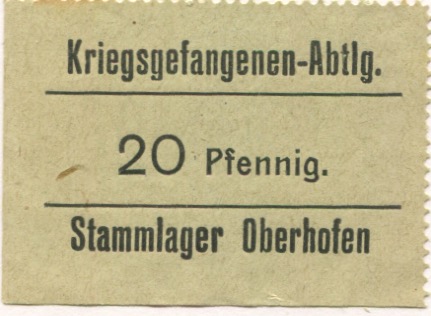 Kriegsgefangenen-Abtlg.
20 Pfennig.
Stammlager Oberhofen